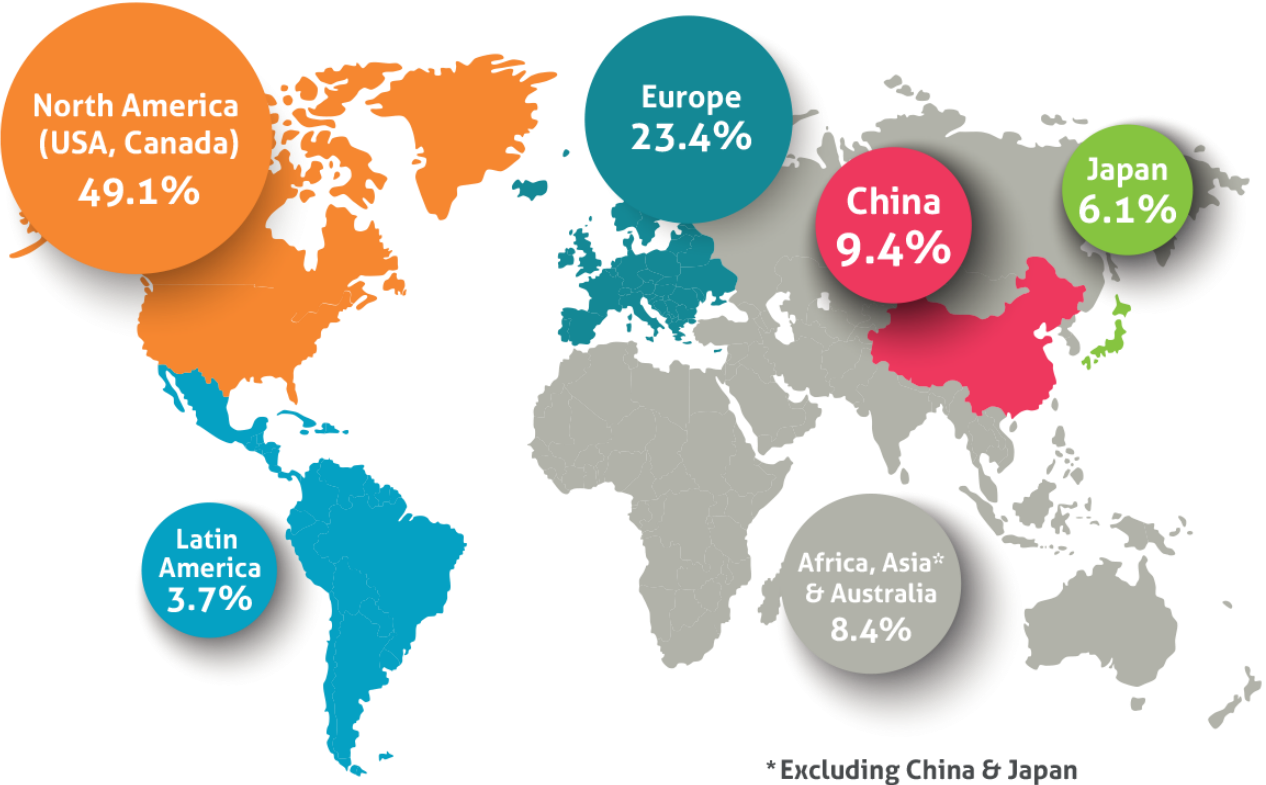 North America
(USA, Canada)
49.1%
Europe
23.4%
China
9.4%
Japan
6.1%
Latin
America
3.7%
Africa, Asia*
& Australia
8.4%
*Excluding China & Japan